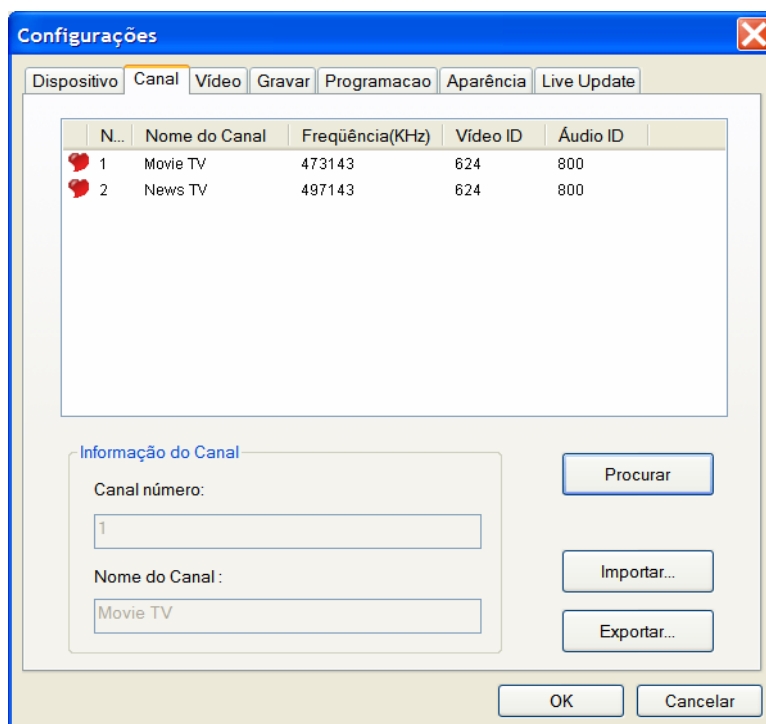 Configurações
Dispositivo Canal Vídeo Gravar Programacao Aparência Live Update
N... Nome do Canal Freqüência(KHz) Vídeo ID Áudio ID
1 Movie TV 473143 624 800
2 News TV 497143 624 800
Informação do Canal
Procurar
Canal número:
1
Importar...
Nome do Canal :
Movie TV
Exportar...
OK Cancelar